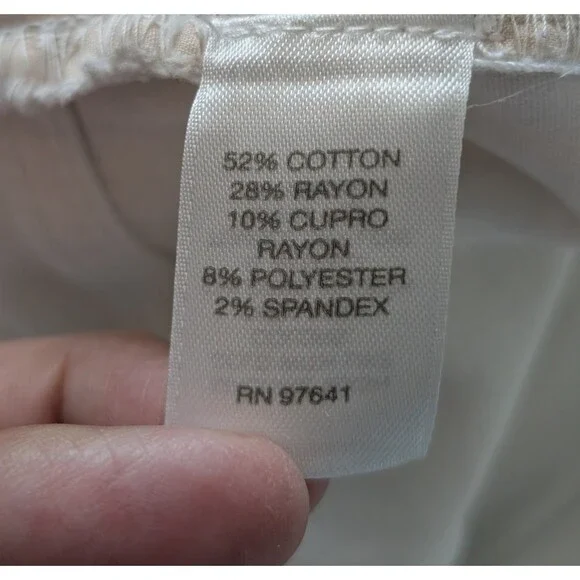 52% COTTON
28% RAYON
10% CUPRO
RAYON
8% POLYESTER
2% SPANDEX
RN 97641